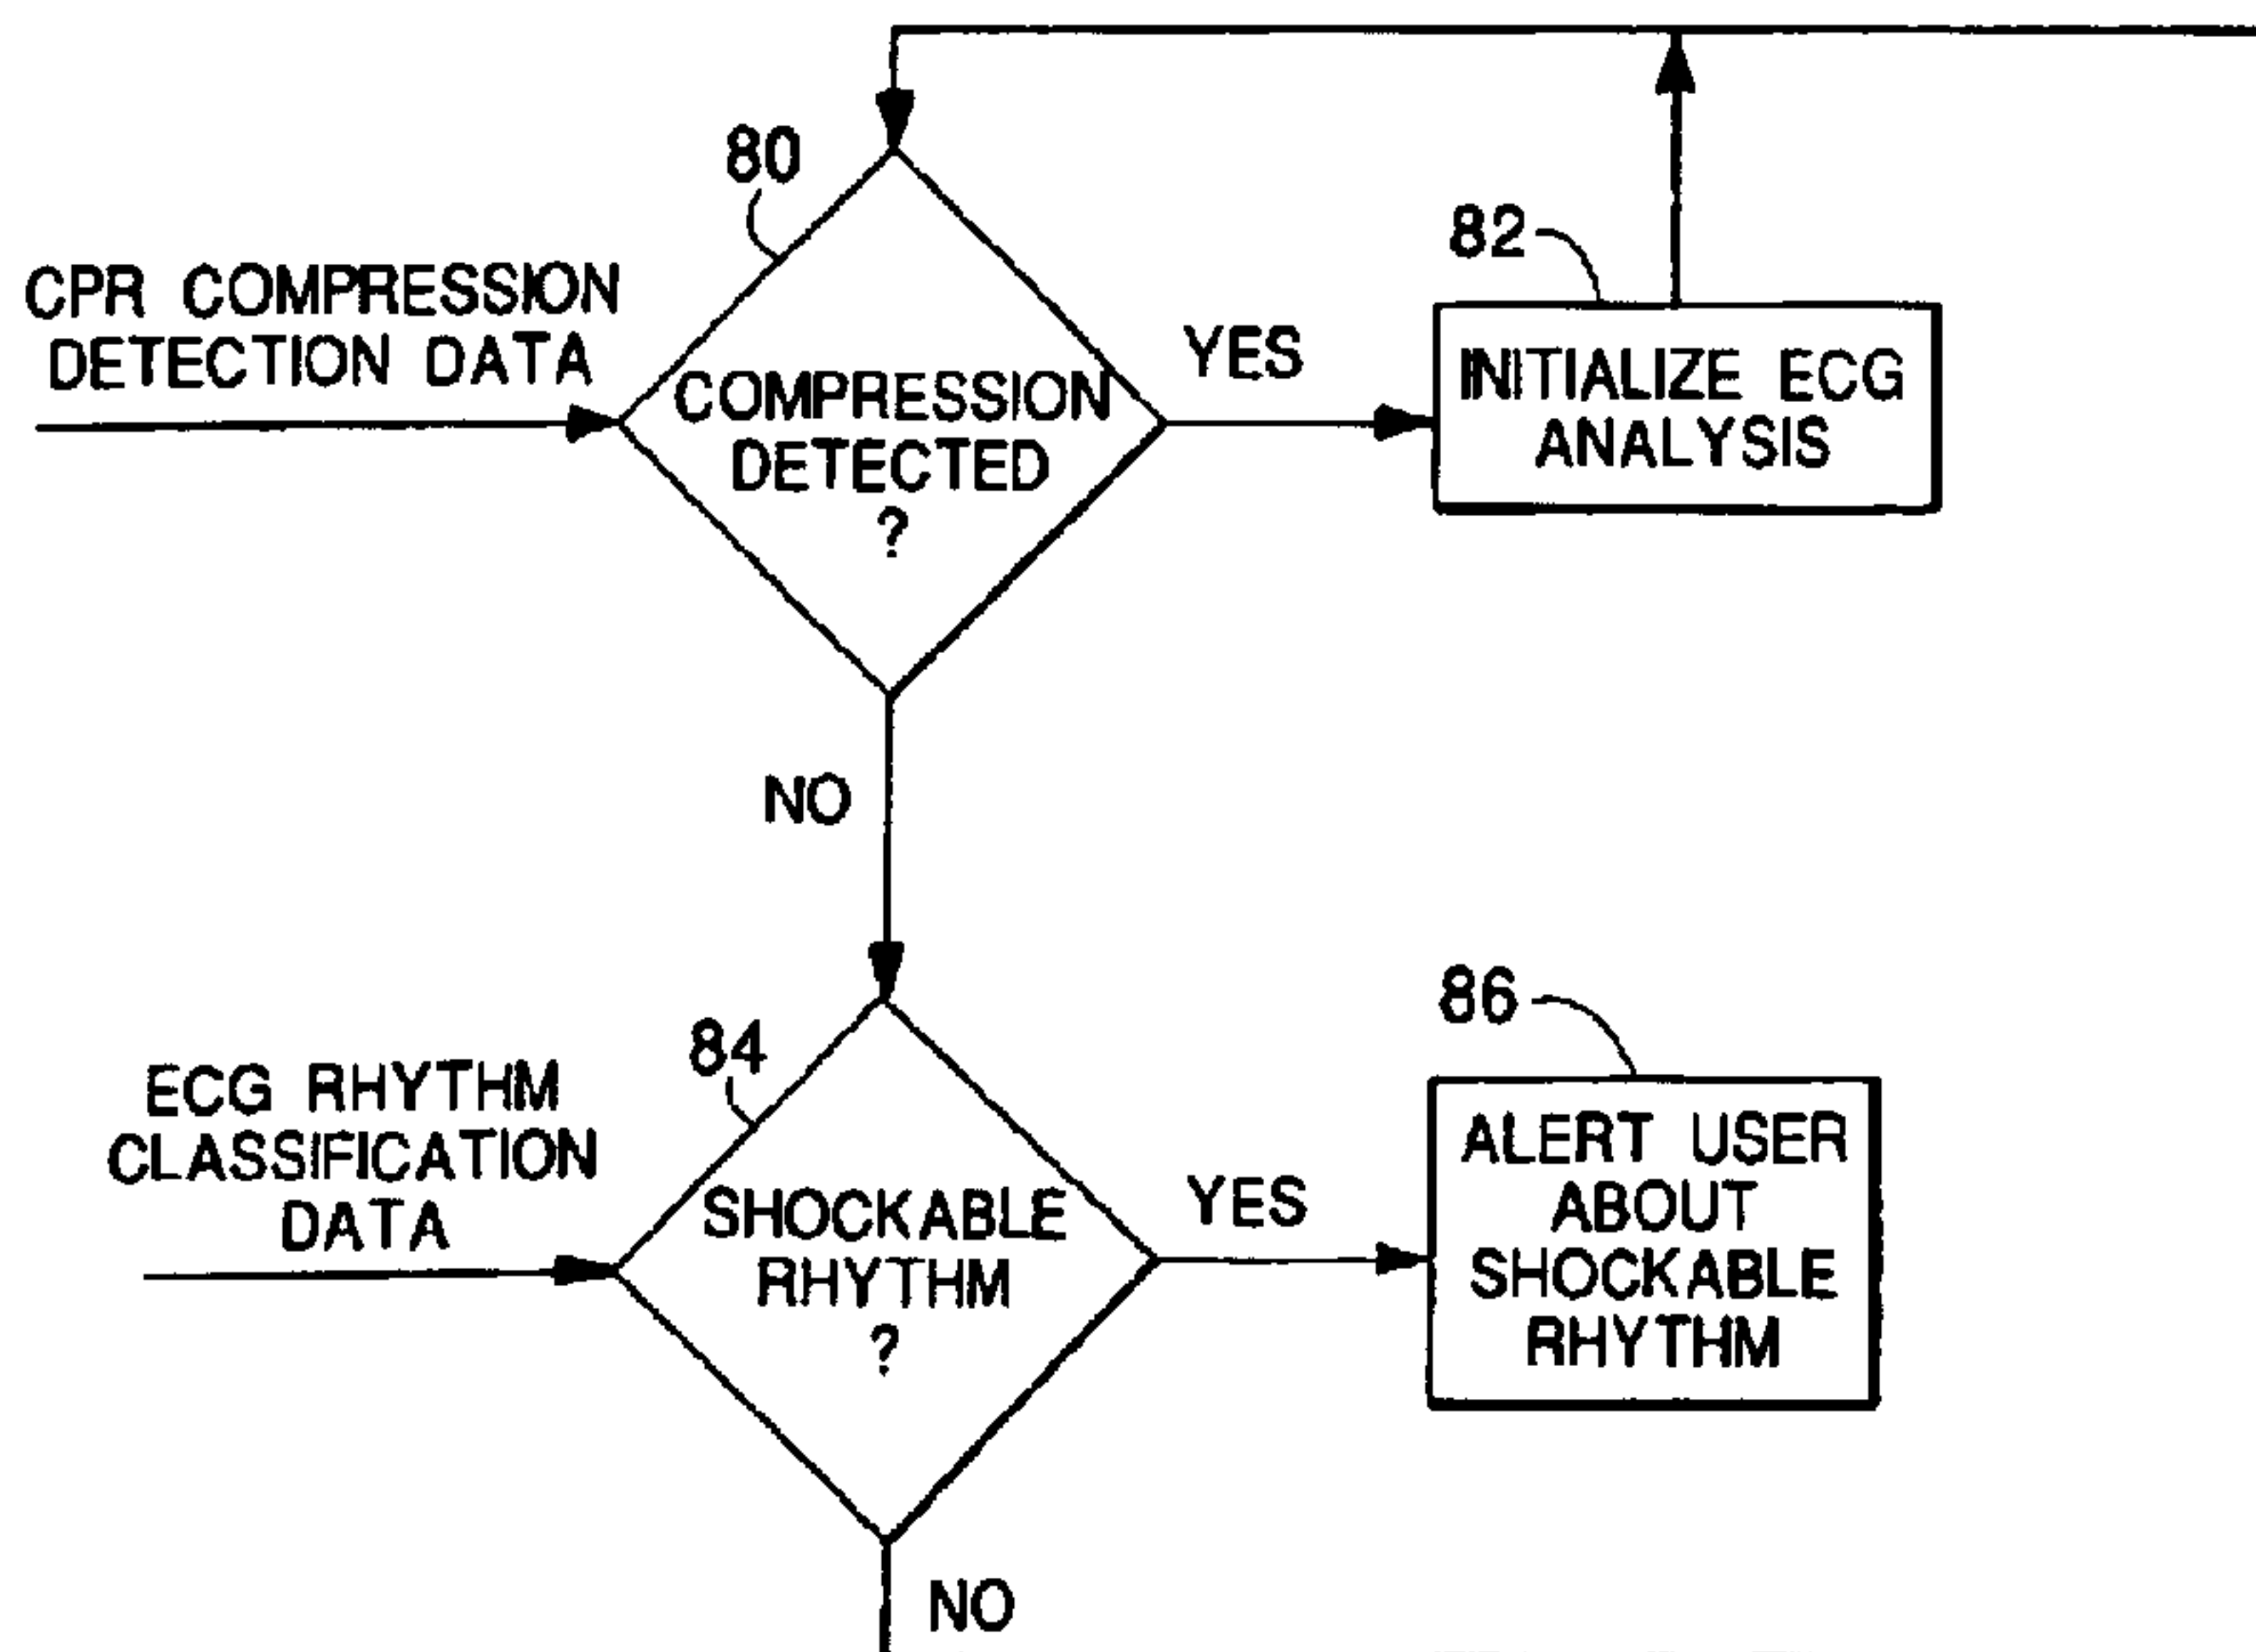 80
CPR COMPRESSION
DETECTION DATA
COMPRESSION
DETECTED
?
YES
82
INITIALIZE ECG
ANALYSIS
NO
84
ECG RHYTHM
CLASSIFICATION
DATA
SHOCKABLE
RHYTHM
?
YES
86
ALERT USER
ABOUT
SHOCKABLE
RHYTHM
NO